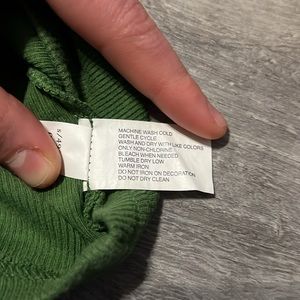 MACHINE WASH COLD
GENTLE CYCLE
WASH AND DRY WITH LIKE COLORS
ONLY NON-CHLORINE
BLEACH WHEN NEEDED
TUMBLE DRY LOW
WARM IRON
DO NOT IRON ON DECORATION
DO NOT DRY CLEAN